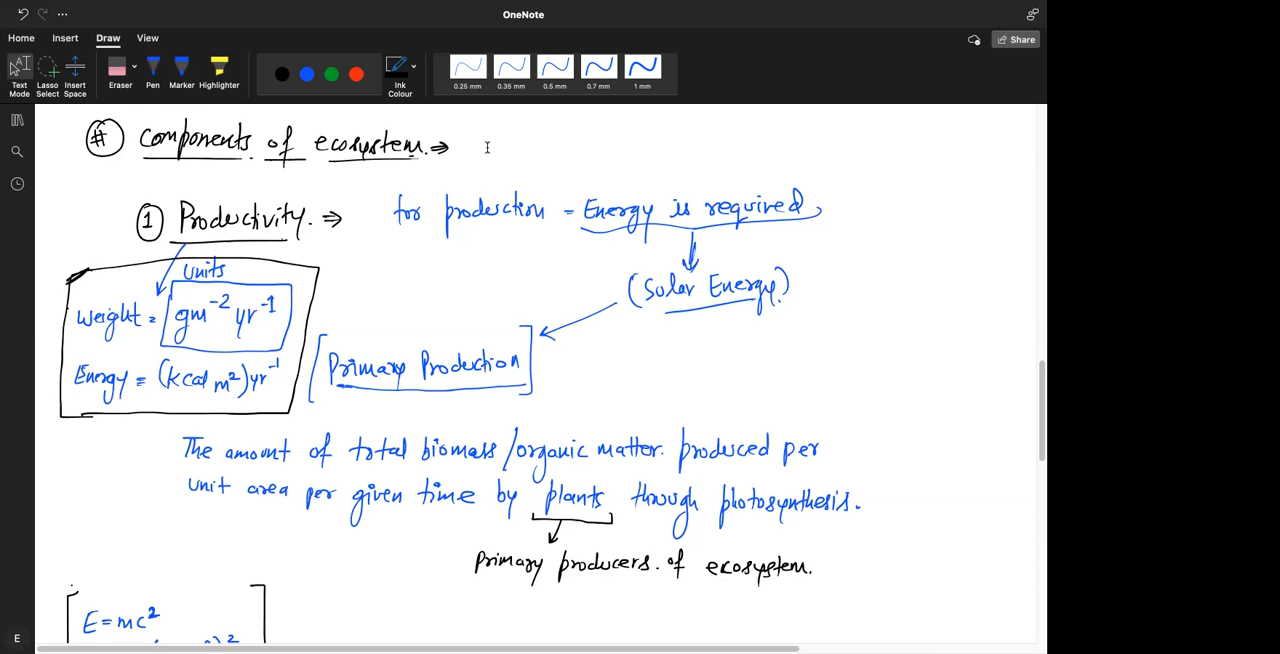 OneNote
Home Insert Draw View
Share
Text Mode
Lasso Select
Insert Space
Eraser
Pen
Marker
Highlighter
Ink Colour
0.25 mm
0.35 mm
0.5 mm
0.7 mm
1 mm
# Components of ecosystem. ⇒
① Productivity. ⇒ for production = Energy is required
units
(Solar Energy)
weight = gm⁻² yr⁻¹
[Primary Production]
Energy = (kcal m²) yr⁻¹
The amount of total biomass/organic matter. produced per
unit area per given time by plants through photosynthesis.
Primary producers. of ecosystem.
E = mc²
E